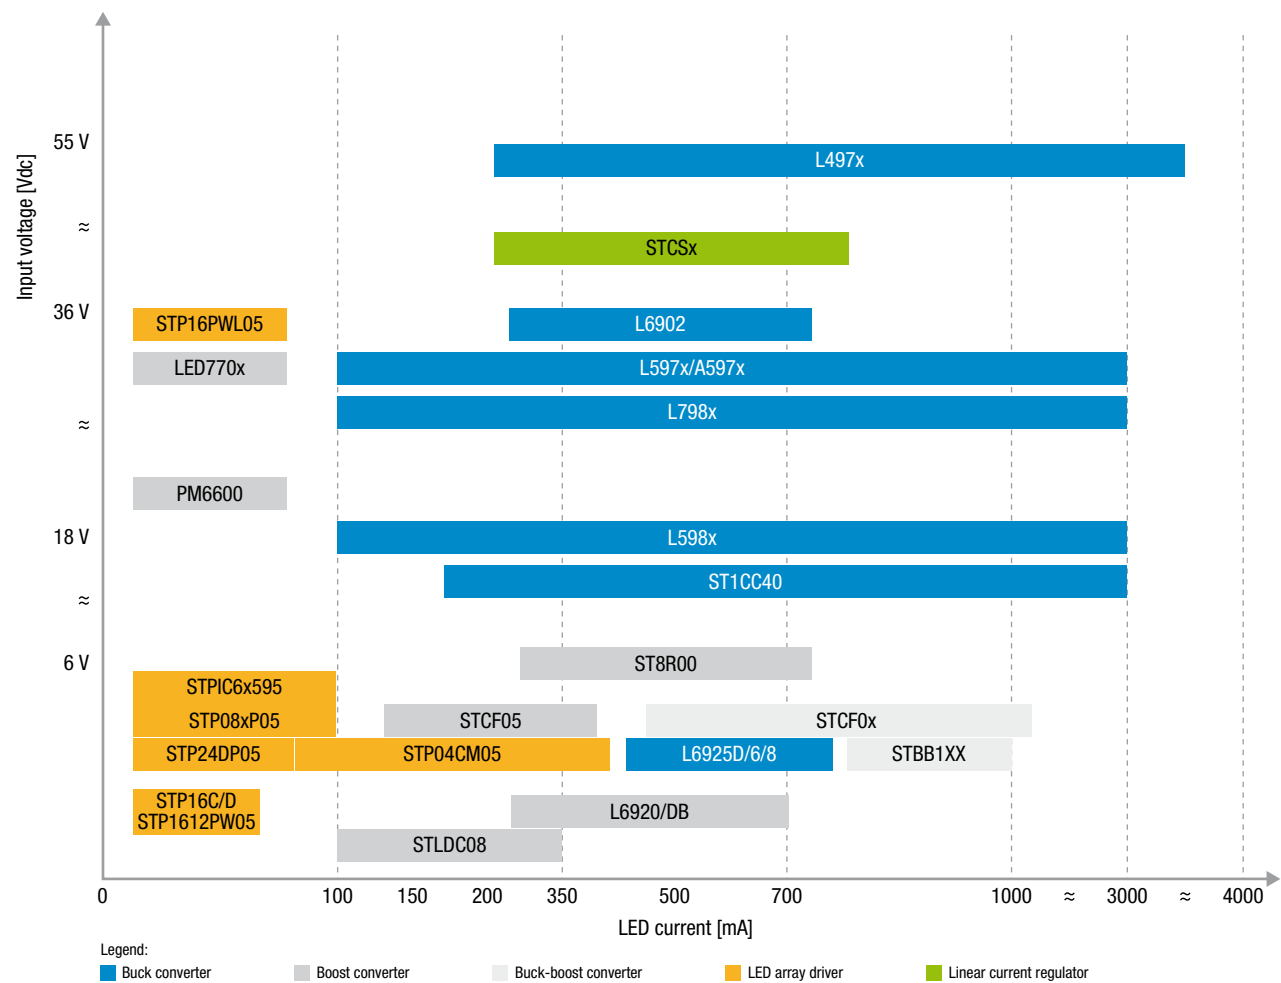 55 V
L497x
Input voltage [Vdc]
≈
STCSx
36 V
STP16PWL05
L6902
LED770x
L597x/A597x
L798x
≈
PM6600
18 V
L598x
ST1CC40
≈
6 V
ST8R00
STPIC6x595
STP08xP05
STCF05
STCF0x
STP24DP05
STP04CM05
L6925D/6/8
STBB1XX
STP16C/D
STP1612PW05
L6920/DB
STLDC08
0 100 150 200 350 500 700 1000 ≈ 3000 ≈ 4000
LED current [mA]
Legend:
Buck converter Boost converter Buck-boost converter LED array driver Linear current regulator